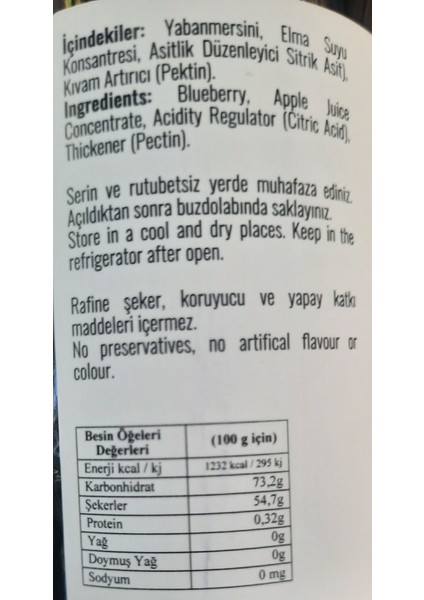 İçindekiler: Yabanmersini, Elma Suyu
Konsantresi, Asitlik Düzenleyici Sitrik Asit),
Kıvam Artırıcı (Pektin).
Ingredients: Blueberry, Apple Juice
Concentrate, Acidity Regulator (Citric Acid),
Thickener (Pectin).
Serin ve rutubetsiz yerde muhafaza ediniz.
Açıldıktan sonra buzdolabında saklayınız.
Store in a cool and dry places. Keep in the
refrigerator after open.
Rafine şeker, koruyucu ve yapay katkı
maddeleri içermez.
No preservatives, no artifical flavour or
colour.
Besin Öğeleri
Değerleri (100 g için)
Enerji kcal / kj 1232 kcal / 295 kj
Karbonhidrat 73,2g
Şekerler 54,7g
Protein 0,32g
Yağ 0g
Doymuş Yağ 0g
Sodyum 0 mg